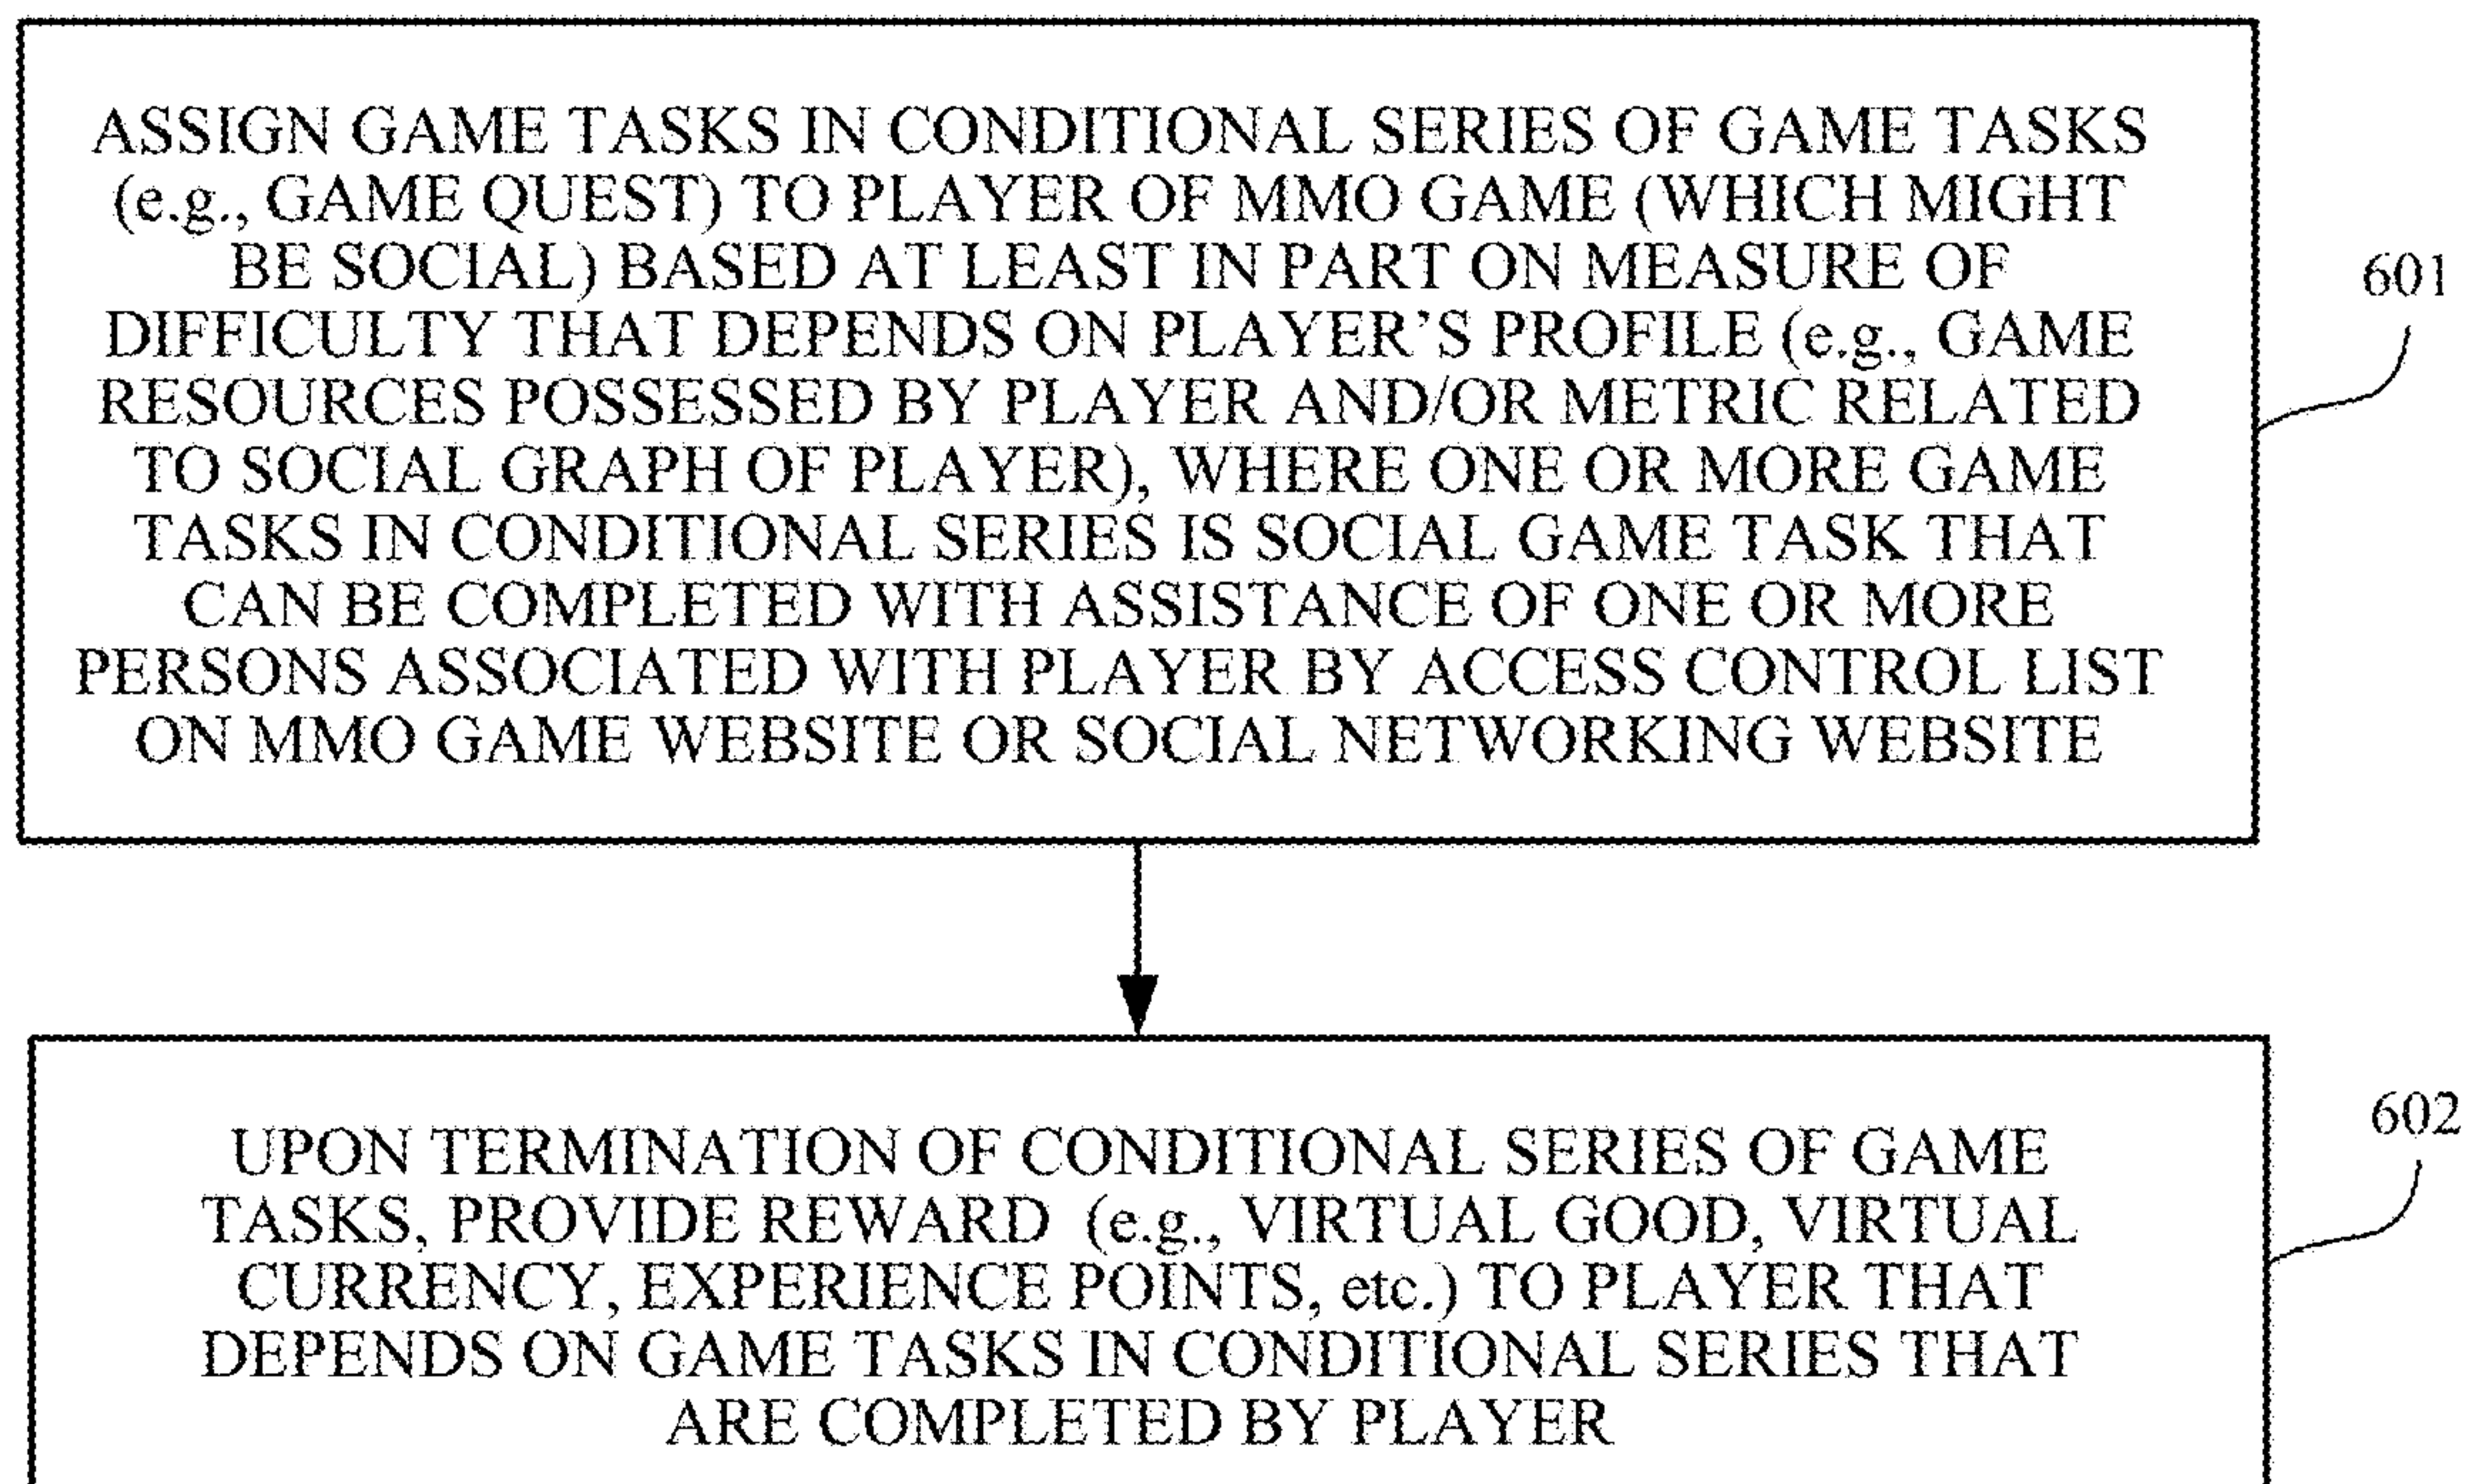 ASSIGN GAME TASKS IN CONDITIONAL SERIES OF GAME TASKS
(e.g., GAME QUEST) TO PLAYER OF MMO GAME (WHICH MIGHT
BE SOCIAL) BASED AT LEAST IN PART ON MEASURE OF
DIFFICULTY THAT DEPENDS ON PLAYER'S PROFILE (e.g., GAME
RESOURCES POSSESSED BY PLAYER AND/OR METRIC RELATED
TO SOCIAL GRAPH OF PLAYER), WHERE ONE OR MORE GAME
TASKS IN CONDITIONAL SERIES IS SOCIAL GAME TASK THAT
CAN BE COMPLETED WITH ASSISTANCE OF ONE OR MORE
PERSONS ASSOCIATED WITH PLAYER BY ACCESS CONTROL LIST
ON MMO GAME WEBSITE OR SOCIAL NETWORKING WEBSITE
601
UPON TERMINATION OF CONDITIONAL SERIES OF GAME
TASKS, PROVIDE REWARD (e.g., VIRTUAL GOOD, VIRTUAL
CURRENCY, EXPERIENCE POINTS, etc.) TO PLAYER THAT
DEPENDS ON GAME TASKS IN CONDITIONAL SERIES THAT
ARE COMPLETED BY PLAYER
602